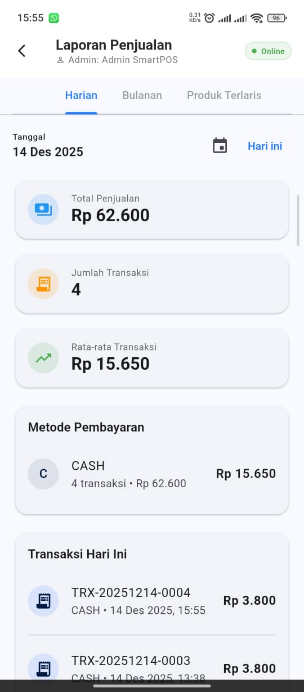 15:55
0.31
KB/s
96
Laporan Penjualan
Admin: Admin SmartPOS
Online
Harian
Bulanan
Produk Terlaris
Tanggal
14 Des 2025
Hari ini
Total Penjualan
Rp 62.600
Jumlah Transaksi
4
Rata-rata Transaksi
Rp 15.650
Metode Pembayaran
C
CASH
4 transaksi • Rp 62.600
Rp 15.650
Transaksi Hari Ini
TRX-20251214-0004
CASH • 14 Des 2025, 15:55
Rp 3.800
TRX-20251214-0003
CASH • 14 Des 2025, 13:38
Rp 3.800